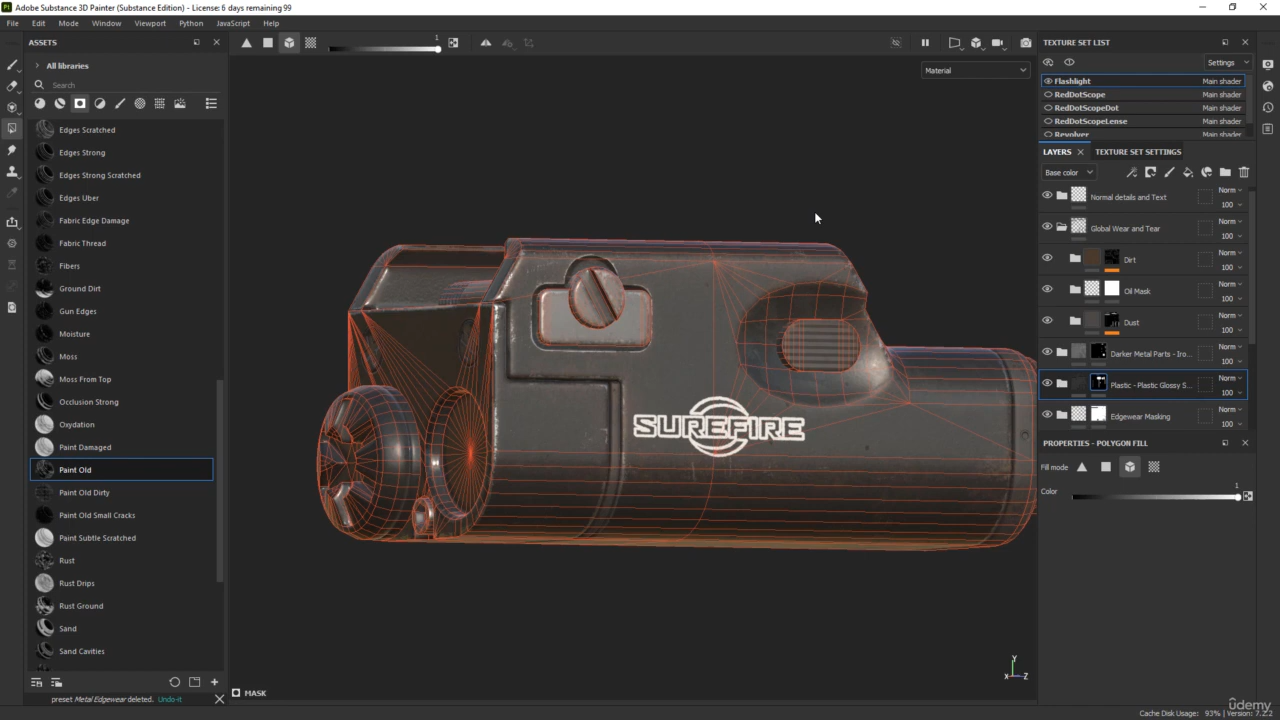 Adobe Substance 3D Painter (Substance Edition) - License: 6 days remaining 99
File Edit Mode Window Viewport Python JavaScript Help
ASSETS
All libraries
Search
Edges Scratched
Edges Strong
Edges Strong Scratched
Edges Uber
Fabric Edge Damage
Fabric Thread
Fibers
Ground Dirt
Gun Edges
Moisture
Moss
Moss From Top
Occlusion Strong
Oxydation
Paint Damaged
Paint Old
Paint Old Dirty
Paint Old Small Cracks
Paint Subtle Scratched
Rust
Rust Drips
Rust Ground
Sand
Sand Cavities
preset Metal Edgewear deleted. Undo-it
1
Material
SUREFIRE
Y
X Z
MASK
TEXTURE SET LIST
Settings
Flashlight Main shader
RedDotScope Main shader
RedDotScopeDot Main shader
RedDotScopeLense Main shader
Revolver Main shader
LAYERS TEXTURE SET SETTINGS
Base color
Normal details and Text Norm 100
Global Wear and Tear Norm 100
Dirt Norm 100
Oil Mask Norm 100
Dust Norm 100
Darker Metal Parts - Iro... Norm 100
Plastic - Plastic Glossy S... Norm 100
Edgewear Masking Norm 100
PROPERTIES - POLYGON FILL
Fill mode
Color 1
udemy
Cache Disk Usage: 93% | Version: 7.2.2